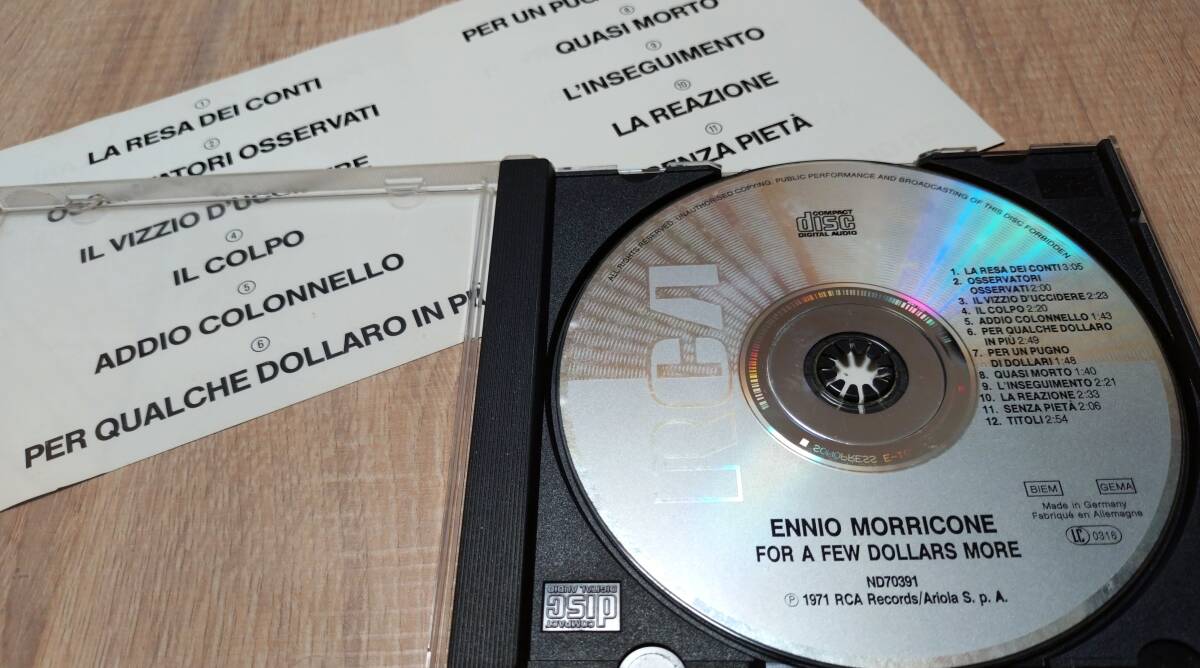 ①
LA RESA DEI CONTI
②
OSSERVATI
④
IL COLPO
⑤
ADDIO COLONNELLO
⑥
PER QUALCHE DOLLARO IN
IL VIZZIO
PER UN
⑧
QUASI MORTO
⑨
L'INSEGUIMENTO
⑩
LA REAZIONE
⑪
SENZA PIETÀ
ALL RIGHTS RESERVED. UNAUTHORISED COPYING, PUBLIC PERFORMANCE AND BROADCASTING OF THIS DISC FORBIDDEN
COMPACT
disc
DIGITAL AUDIO
RCA
1. LA RESA DEI CONTI 3:05
2. OSSERVATORI
OSSERVATI 2:00
3. IL VIZZIO D'UCCIDERE 2:23
4. IL COLPO 2:20
5. ADDIO COLONNELLO 1:43
6. PER QUALCHE DOLLARO
IN PIÙ 2:49
7. PER UN PUGNO
DI DOLLARI 1:48
8. QUASI MORTO 1:40
9. L'INSEGUIMENTO 2:21
10. LA REAZIONE 2:33
11. SENZA PIETÀ 2:06
12. TITOLI 2:54
SONOPRESS
BIEM
GEMA
Made in Germany
Fabriqué en Allemagne
LC 0316
ENNIO MORRICONE
FOR A FEW DOLLARS MORE
ND70391
Ⓟ 1971 RCA Records/Ariola S. p. A.
COMPACT
disc
DIGITAL AUDIO